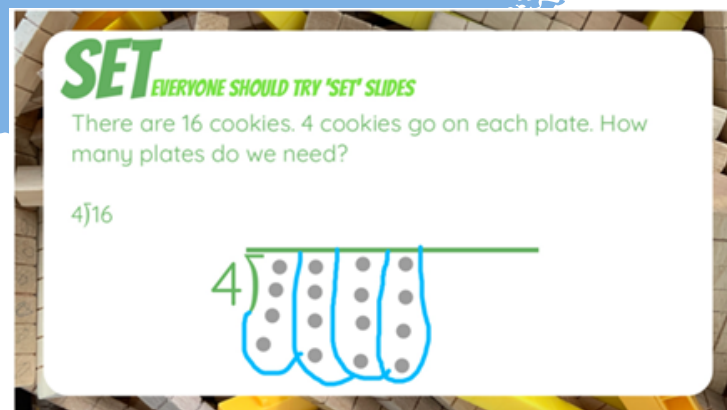 SET EVERYONE SHOULD TRY 'SET' SLIDES
There are 16 cookies. 4 cookies go on each plate. How
many plates do we need?
4)16
4)